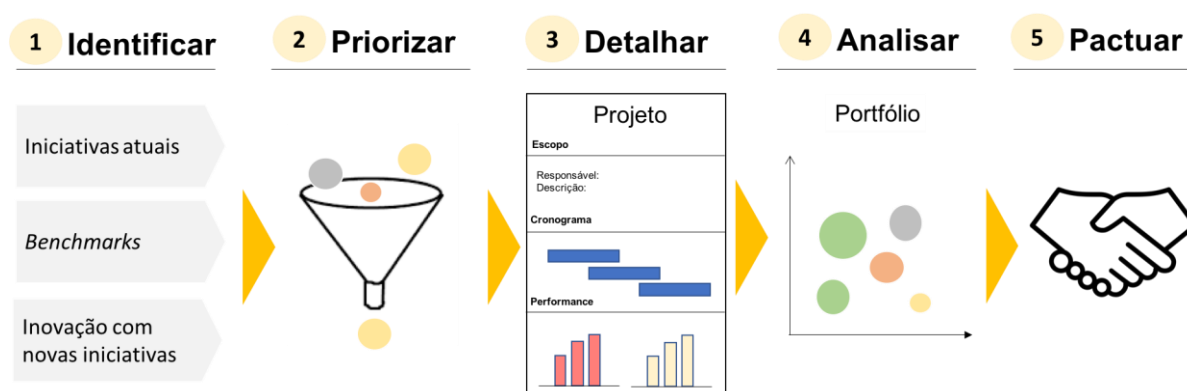 1 Identificar
2 Priorizar
3 Detalhar
4 Analisar
5 Pactuar
Iniciativas atuais
Benchmarks
Inovação com
novas iniciativas
Projeto
Escopo
Responsável:
Descrição:
Cronograma
Performance
Portfólio